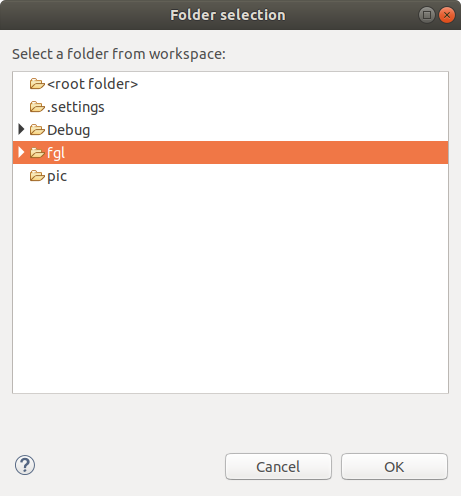 Folder selection
Select a folder from workspace:
<root folder>
.settings
Debug
fgl
pic
?
Cancel
OK